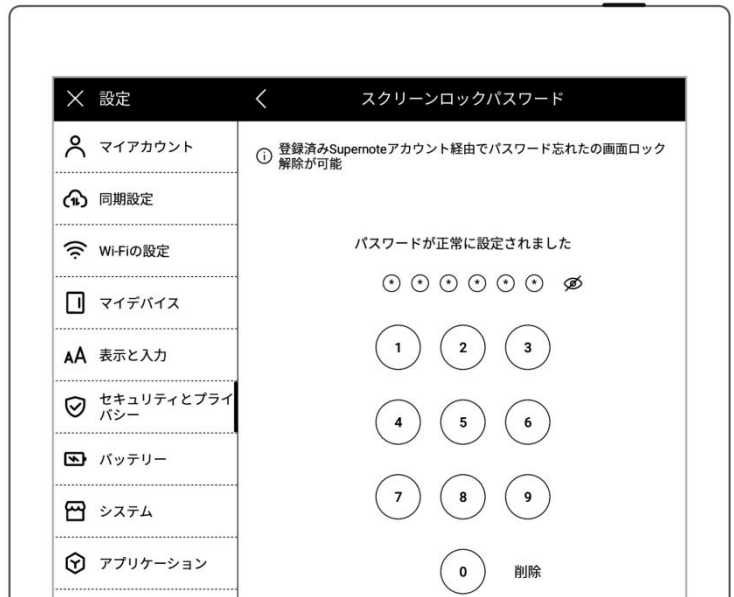 設定
スクリーンロックパスワード
マイアカウント
同期設定
Wi-Fiの設定
マイデバイス
AA 表示と入力
セキュリティとプライ
バシー
バッテリー
システム
アプリケーション
登録済みSupernoteアカウント経由でパスワード忘れたの画面ロック
解除が可能
パスワードが正常に設定されました
* * * * * *
1 2 3
4 5 6
7 8 9
0 削除